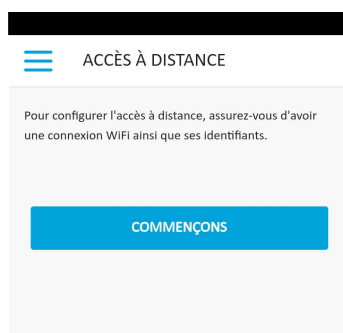 ACCÈS À DISTANCE
Pour configurer l'accès à distance, assurez-vous d'avoir
une connexion WiFi ainsi que ses identifiants.
COMMENÇONS